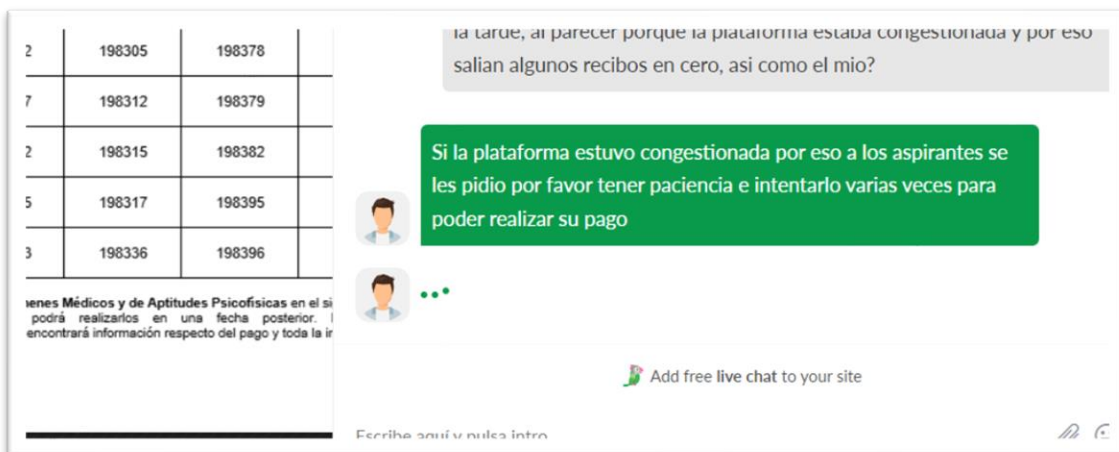 2 198305 198378
7 198312 198379
2 198315 198382
5 198317 198395
3 198336 198396
enes Médicos y de Aptitudes Psicofísicas en el si
podrá realizarlos en una fecha posterior.
encontrará información respecto del pago y toda la ir
la tarde, al parecer porque la plataforma estaba congestionada y por eso
salian algunos recibos en cero, asi como el mio?
Si la plataforma estuvo congestionada por eso a los aspirantes se
les pidio por favor tener paciencia e intentarlo varias veces para
poder realizar su pago
Add free live chat to your site
Escribe aquí y pulsa intro